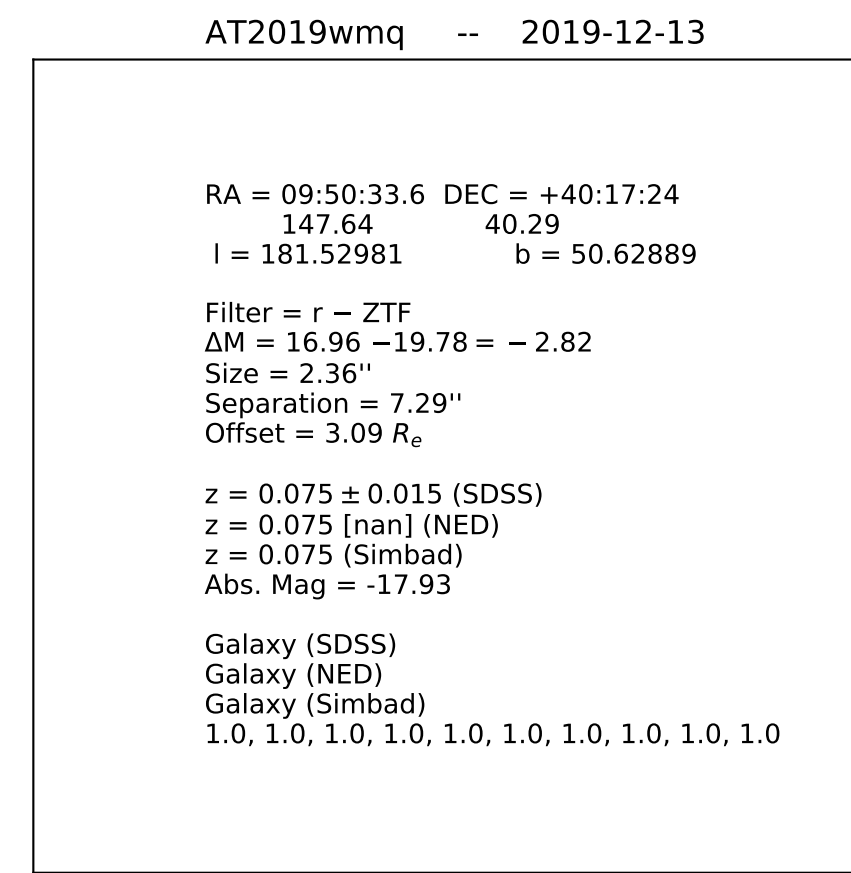 AT2019wmq -- 2019-12-13
RA = 09:50:33.6 DEC = +40:17:24
147.64 40.29
l = 181.52981 b = 50.62889
Filter = r − ZTF
ΔM = 16.96 −19.78 = − 2.82
Size = 2.36''
Separation = 7.29''
Offset = 3.09 Rₑ
z = 0.075 ± 0.015 (SDSS)
z = 0.075 [nan] (NED)
z = 0.075 (Simbad)
Abs. Mag = -17.93
Galaxy (SDSS)
Galaxy (NED)
Galaxy (Simbad)
1.0, 1.0, 1.0, 1.0, 1.0, 1.0, 1.0, 1.0, 1.0, 1.0